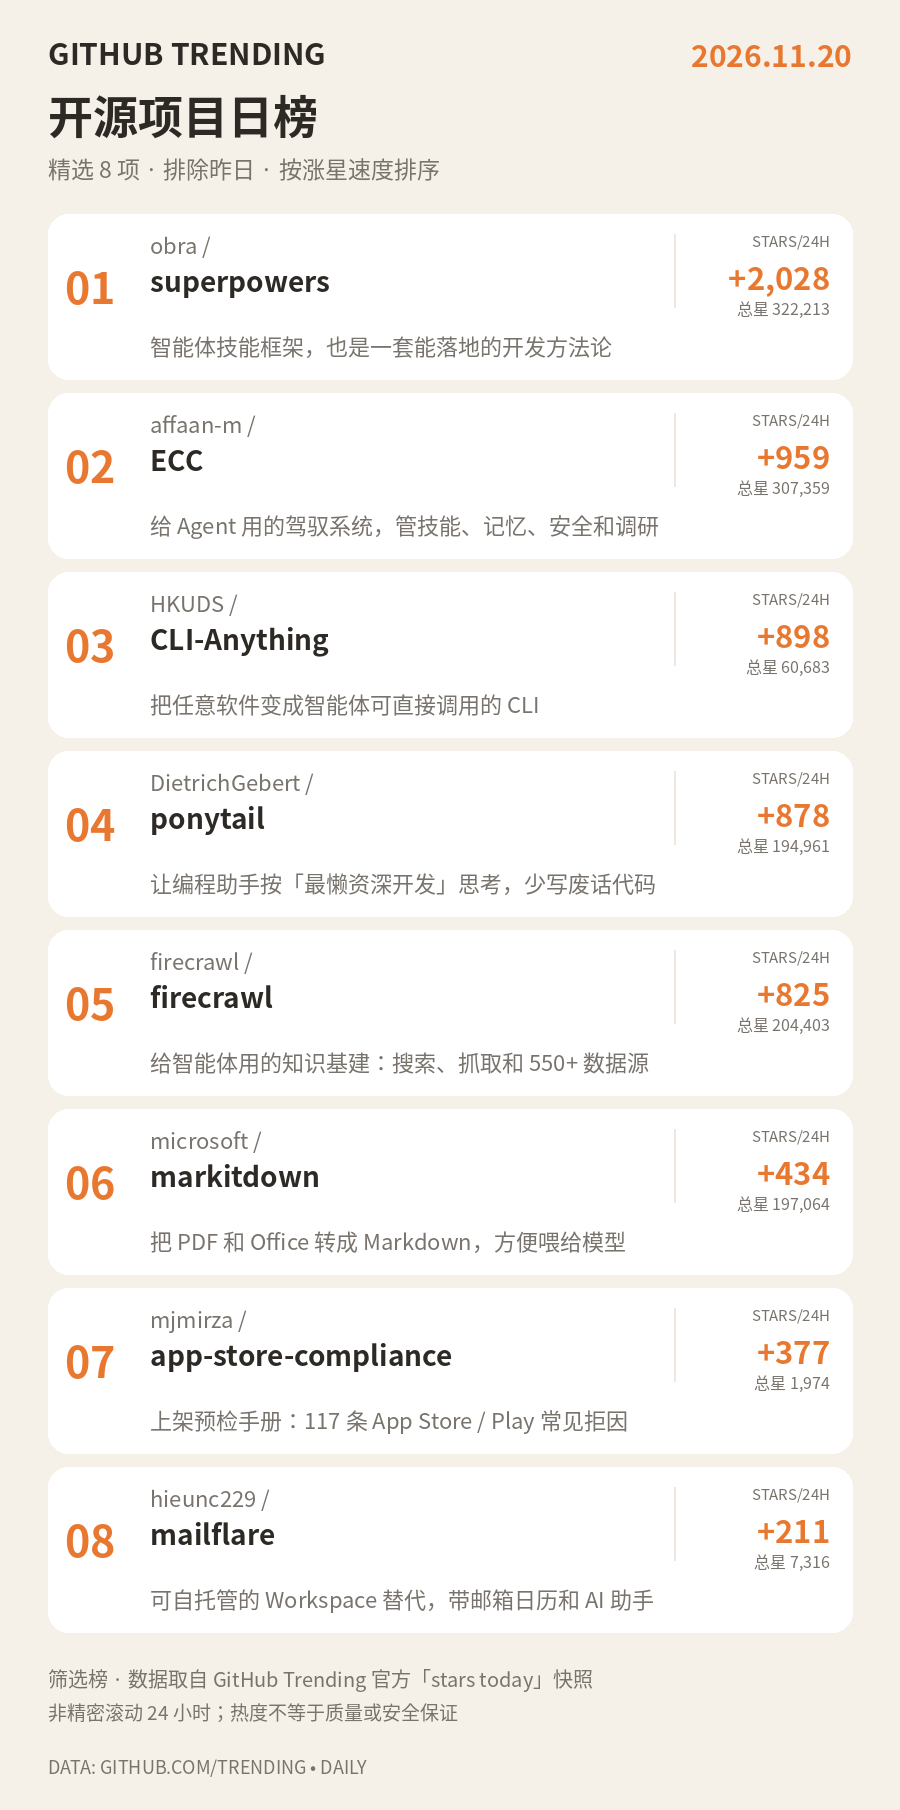 GITHUB TRENDING
2026.11.20
开源项目日榜
精选 8 项 · 排除昨日 · 按涨星速度排序
01
obra /
superpowers
智能体技能框架，也是一套能落地的开发方法论
STARS/24H
+2,028
总星 322,213
02
affaan-m /
ECC
给 Agent 用的驾驭系统，管技能、记忆、安全和调研
STARS/24H
+959
总星 307,359
03
HKUDS /
CLI-Anything
把任意软件变成智能体可直接调用的 CLI
STARS/24H
+898
总星 60,683
04
DietrichGebert /
ponytail
让编程助手按「最懒资深开发」思考，少写废话代码
STARS/24H
+878
总星 194,961
05
firecrawl /
firecrawl
给智能体用的知识基建：搜索、抓取和 550+ 数据源
STARS/24H
+825
总星 204,403
06
microsoft /
markitdown
把 PDF 和 Office 转成 Markdown，方便喂给模型
STARS/24H
+434
总星 197,064
07
mjmirza /
app-store-compliance
上架预检手册：117 条 App Store / Play 常见拒因
STARS/24H
+377
总星 1,974
08
hieunc229 /
mailflare
可自托管的 Workspace 替代，带邮箱日历和 AI 助手
STARS/24H
+211
总星 7,316
筛选榜 · 数据取自 GitHub Trending 官方「stars today」快照
非精密滚动 24 小时；热度不等于质量或安全保证
DATA: GITHUB.COM/TRENDING • DAILY